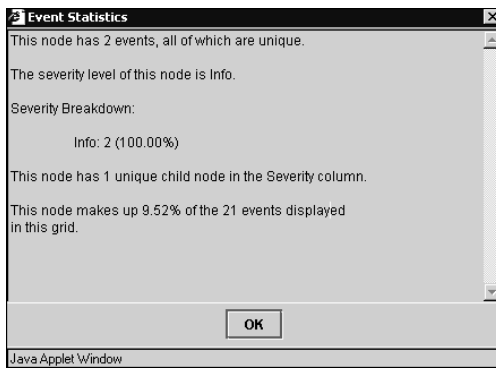 Event Statistics
This node has 2 events, all of which are unique.
The severity level of this node is Info.
Severity Breakdown:
Info: 2 (100.00%)
This node has 1 unique child node in the Severity column.
This node makes up 9.52% of the 21 events displayed
in this grid.
OK
Java Applet Window